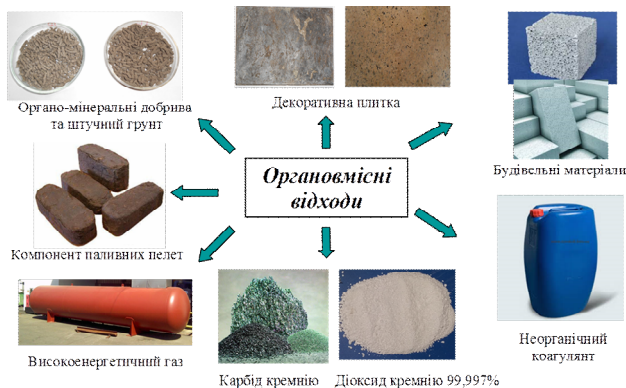 Органо-мінеральні добрива
та штучний грунт
Декоративна плитка
Будівельні матеріали
Органовмісні
відходи
Компонент паливних пелет
Високоенергетичний газ
Карбід кремнію
Діоксид кремнію 99,997%
Неорганічний
коагулянт